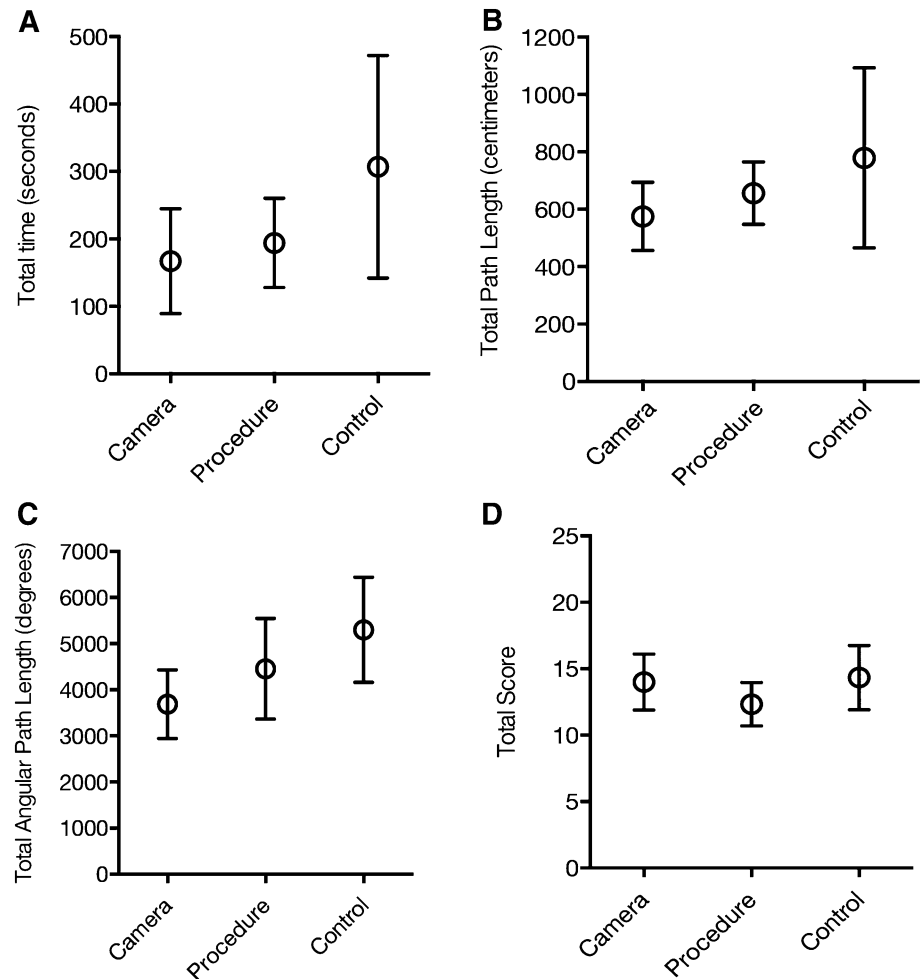 A
Total time (seconds)
500
400
300
200
100
0
Camera
Procedure
Control
B
Total Path Length (centimeters)
1200
1000
800
600
400
200
0
Camera
Procedure
Control
C
Total Angular Path Length (degrees)
7000
6000
5000
4000
3000
2000
1000
0
Camera
Procedure
Control
D
Total Score
25
20
15
10
5
0
Camera
Procedure
Control